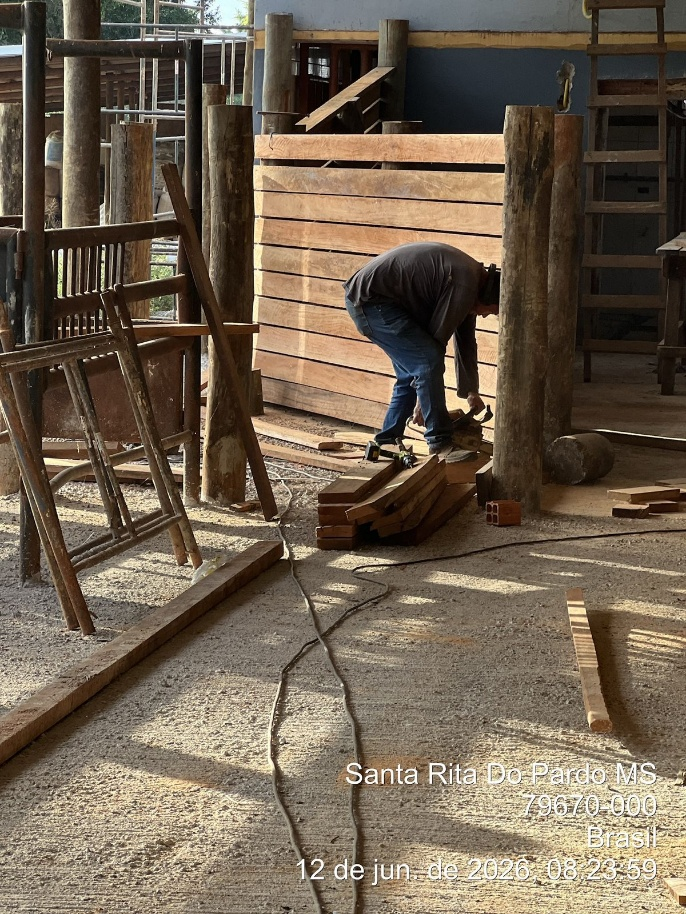 Santa Rita Do Pardo MS
79670-000
Brasil
12 de jun. de 2026, 08:23:59